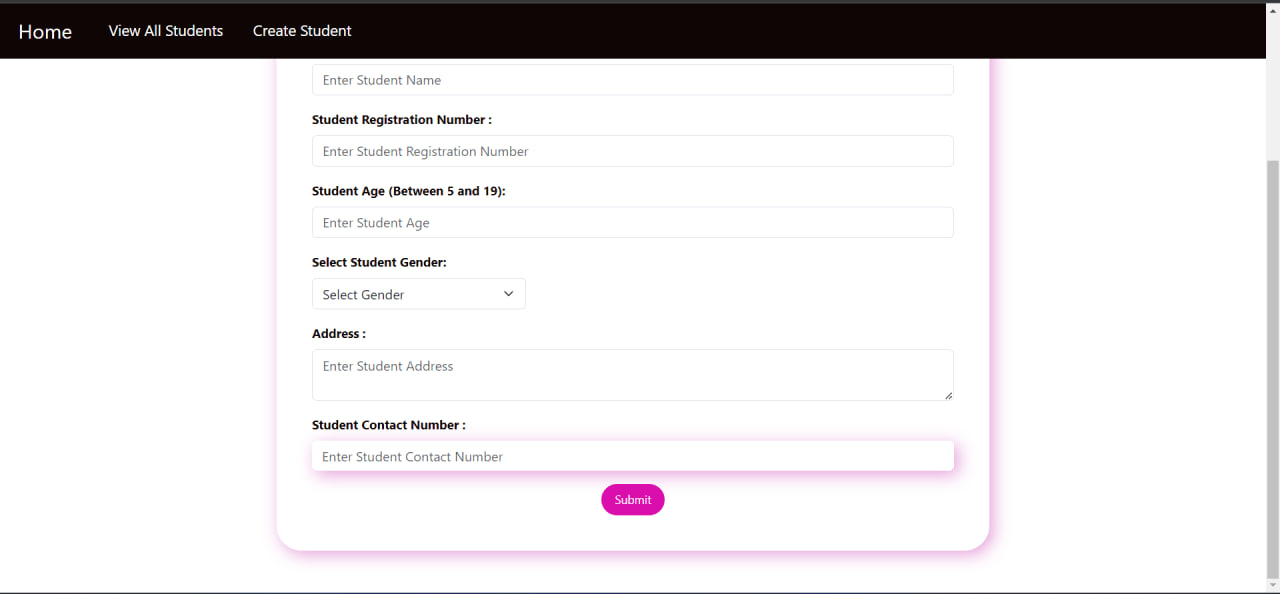 Home View All Students Create Student
Enter Student Name
Student Registration Number :
Enter Student Registration Number
Student Age (Between 5 and 19):
Enter Student Age
Select Student Gender:
Select Gender
Address :
Enter Student Address
Student Contact Number :
Enter Student Contact Number
Submit